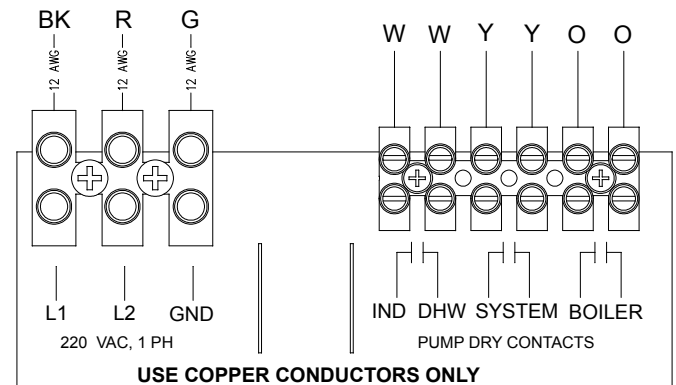 BK R G
12 AWG 12 AWG 12 AWG
W W Y Y O O
L1 L2 GND
220 VAC, 1 PH
IND DHW SYSTEM BOILER
PUMP DRY CONTACTS
USE COPPER CONDUCTORS ONLY